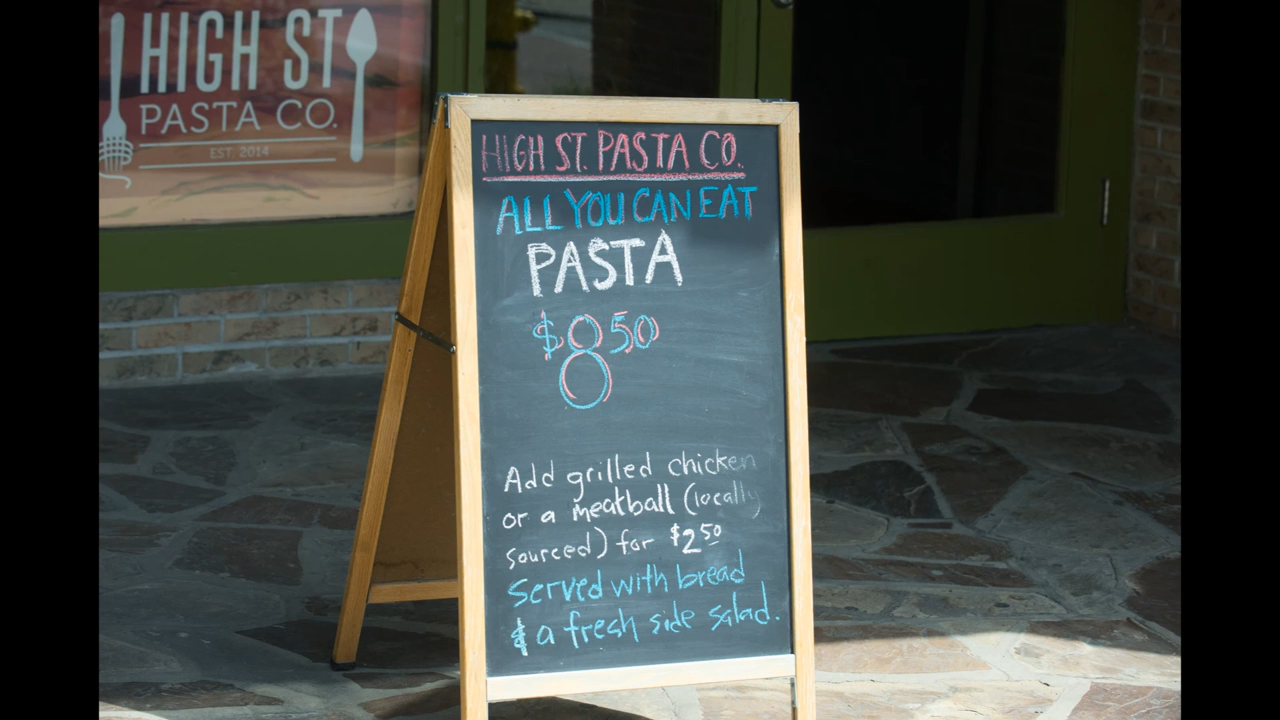 HIGH ST
PASTA CO.
EST. 2014
HIGH ST. PASTA CO.
ALL YOU CAN EAT
PASTA
$8.50
Add grilled chicken
or a meatball (locally
sourced) for $2.50
Served with bread
& a fresh side salad.